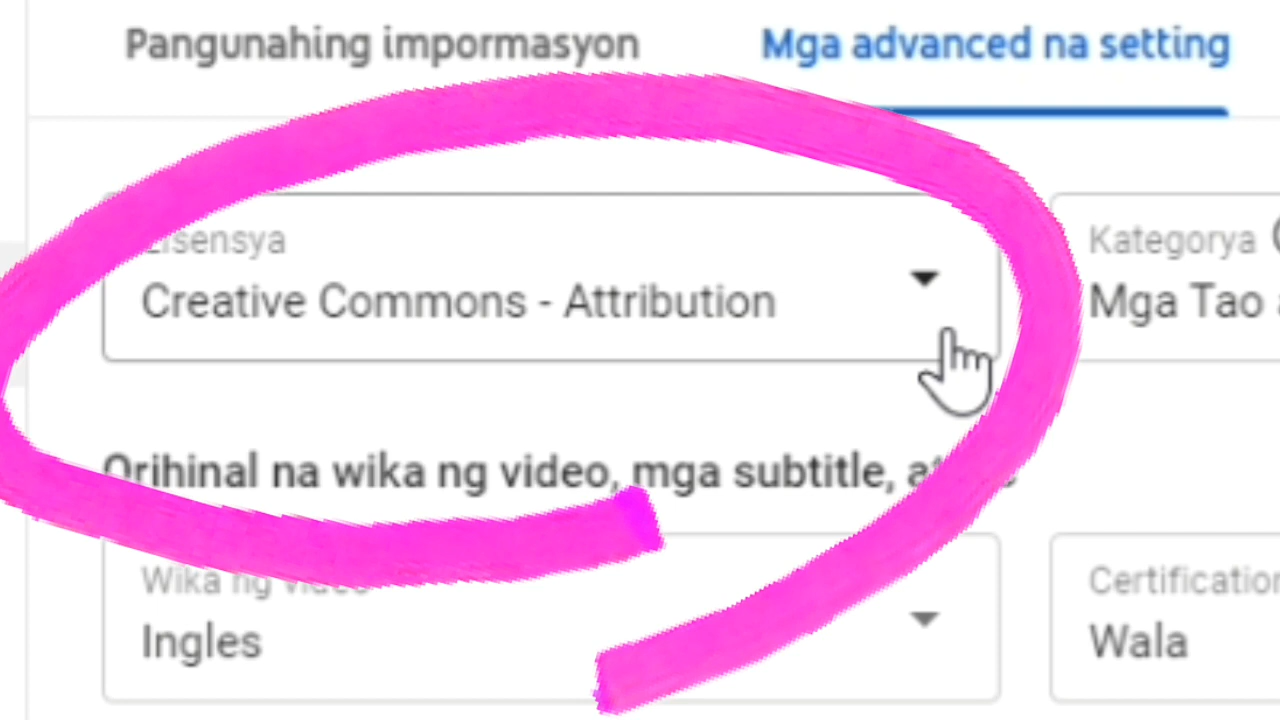 Pangunahing impormasyon Mga advanced na setting
Lisensya Kategorya
Creative Commons - Attribution Mga Tao
Orihinal na wika ng video, mga subtitle, at
Wika ng video Certification
Ingles Wala